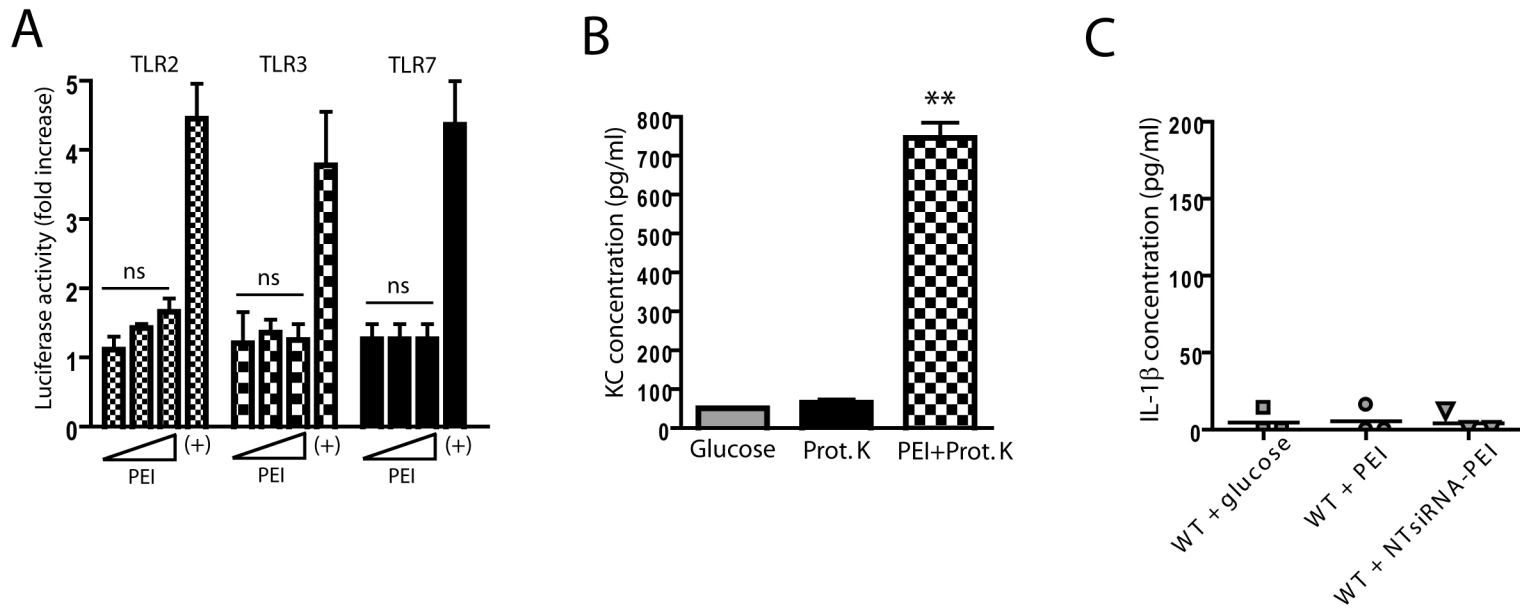 A
TLR2 TLR3 TLR7
Luciferase activity (fold increase)
5
4
3
2
1
0
ns ns ns
(+) (+) (+)
PEI PEI PEI
B
**
KC concentration (pg/ml)
800
700
600
500
400
300
200
100
0
Glucose Prot. K PEI+Prot. K
C
IL-1β concentration (pg/ml)
200
150
100
50
0
WT + glucose
WT + PEI
WT + NTsiRNA-PEI